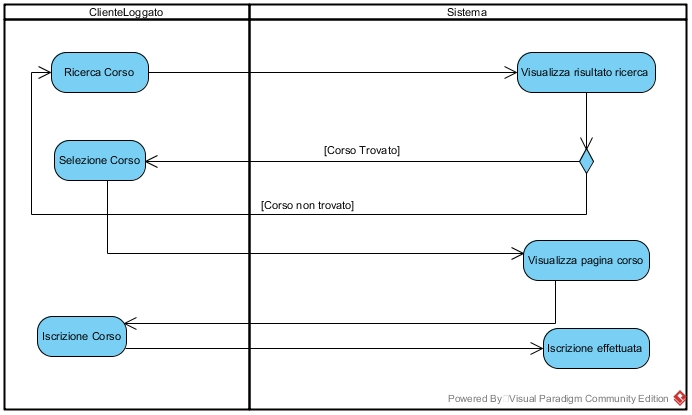 ClienteLoggato
Sistema
Ricerca Corso
Visualizza risultato ricerca
[Corso Trovato]
Selezione Corso
[Corso non trovato]
Visualizza pagina corso
Iscrizione Corso
Iscrizione effettuata
Powered By Visual Paradigm Community Edition